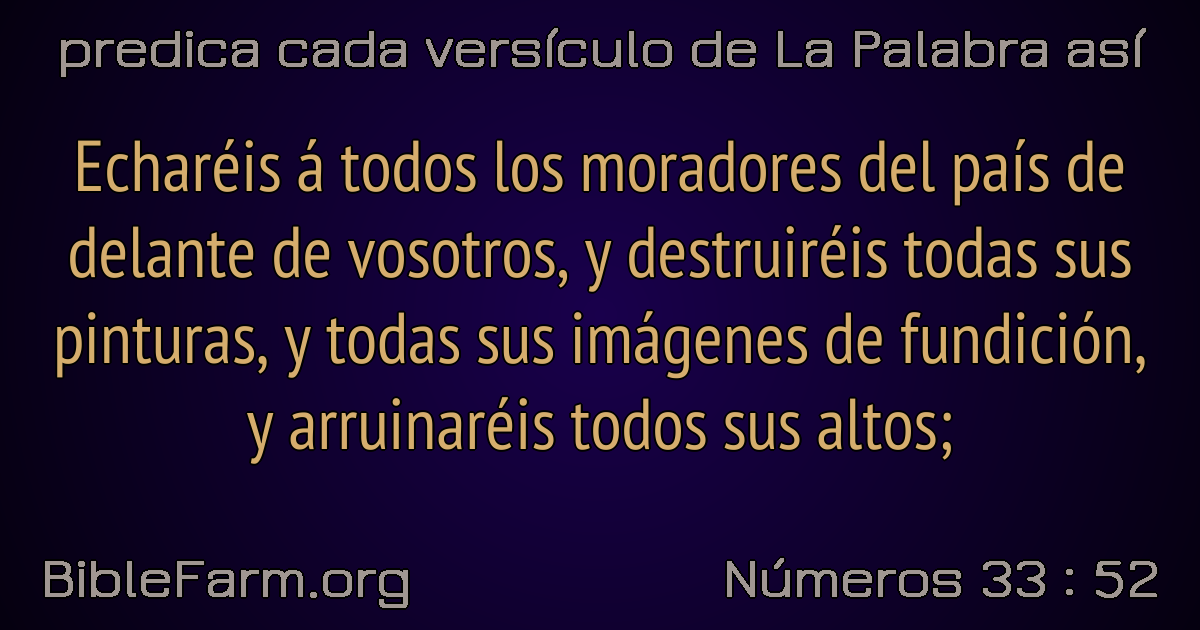 predica cada versículo de La Palabra así
Echaréis á todos los moradores del país de
delante de vosotros, y destruiréis todas sus
pinturas, y todas sus imágenes de fundición,
y arruinaréis todos sus altos;
BibleFarm.org
Números 33 : 52